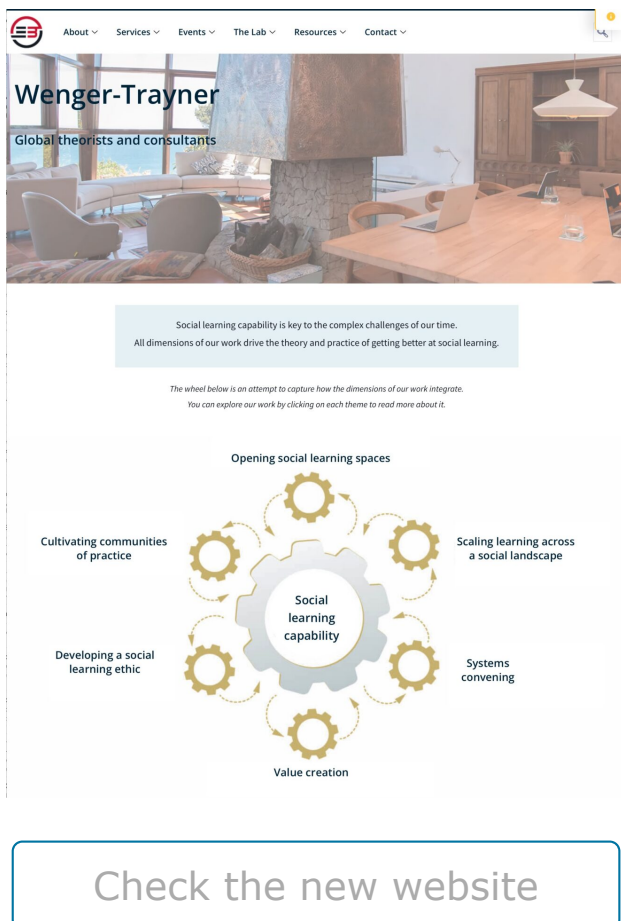 About Services Events The Lab Resources Contact
Wenger-Trayner
Global theorists and consultants
Social learning capability is key to the complex challenges of our time.
All dimensions of our work drive the theory and practice of getting better at social learning.
The wheel below is an attempt to capture how the dimensions of our work integrate.
You can explore our work by clicking on each theme to read more about it.
Opening social learning spaces
Cultivating communities
of practice
Scaling learning across
a social landscape
Social
learning
capability
Developing a social
learning ethic
Systems
convening
Value creation
Check the new website